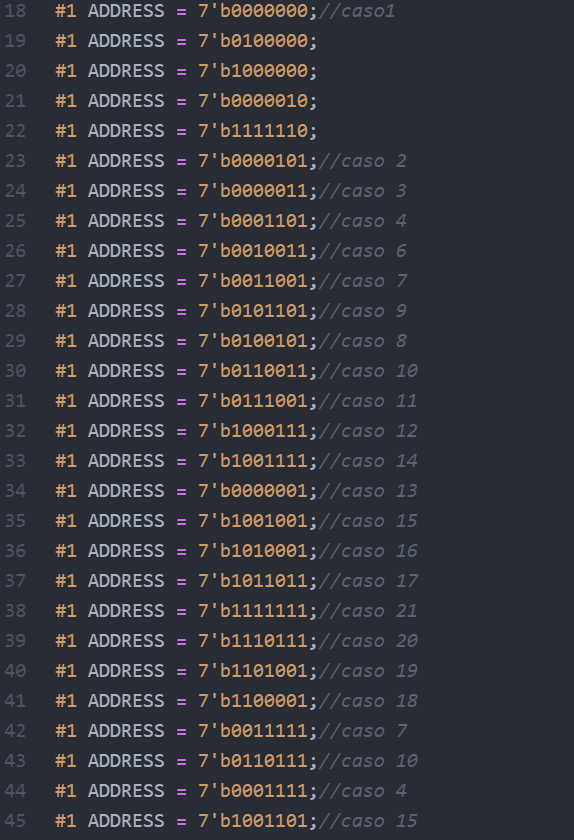 18 #1 ADDRESS = 7'b0000000;//caso1
19 #1 ADDRESS = 7'b0100000;
20 #1 ADDRESS = 7'b1000000;
21 #1 ADDRESS = 7'b0000010;
22 #1 ADDRESS = 7'b1111110;
23 #1 ADDRESS = 7'b0000101;//caso 2
24 #1 ADDRESS = 7'b0000011;//caso 3
25 #1 ADDRESS = 7'b0001101;//caso 4
26 #1 ADDRESS = 7'b0010011;//caso 6
27 #1 ADDRESS = 7'b0011001;//caso 7
28 #1 ADDRESS = 7'b0101101;//caso 9
29 #1 ADDRESS = 7'b0100101;//caso 8
30 #1 ADDRESS = 7'b0110011;//caso 10
31 #1 ADDRESS = 7'b0111001;//caso 11
32 #1 ADDRESS = 7'b1000111;//caso 12
33 #1 ADDRESS = 7'b1001111;//caso 14
34 #1 ADDRESS = 7'b0000001;//caso 13
35 #1 ADDRESS = 7'b1001001;//caso 15
36 #1 ADDRESS = 7'b1010001;//caso 16
37 #1 ADDRESS = 7'b1011011;//caso 17
38 #1 ADDRESS = 7'b1111111;//caso 21
39 #1 ADDRESS = 7'b1110111;//caso 20
40 #1 ADDRESS = 7'b1101001;//caso 19
41 #1 ADDRESS = 7'b1100001;//caso 18
42 #1 ADDRESS = 7'b0011111;//caso 7
43 #1 ADDRESS = 7'b0110111;//caso 10
44 #1 ADDRESS = 7'b0001111;//caso 4
45 #1 ADDRESS = 7'b1001101;//caso 15